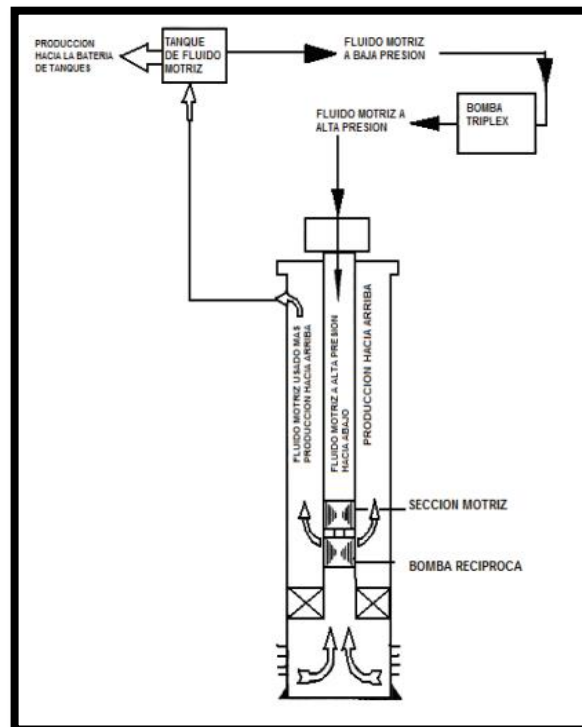 PRODUCCION
HACIA LA BATERIA
DE TANQUES
TANQUE
DE FLUIDO
MOTRIZ
FLUIDO MOTRIZ
A BAJA PRESION
FLUIDO MOTRIZ A
ALTA PRESION
BOMBA
TRIPLEX
FLUIDO MOTRIZ USADO MAS
PRODUCCION HACIA ARRIBA
FLUIDO MOTRIZ A ALTA PRESION
HACIA ABAJO
PRODUCCION HACIA ARRIBA
SECCION MOTRIZ
BOMBA RECIPROCA